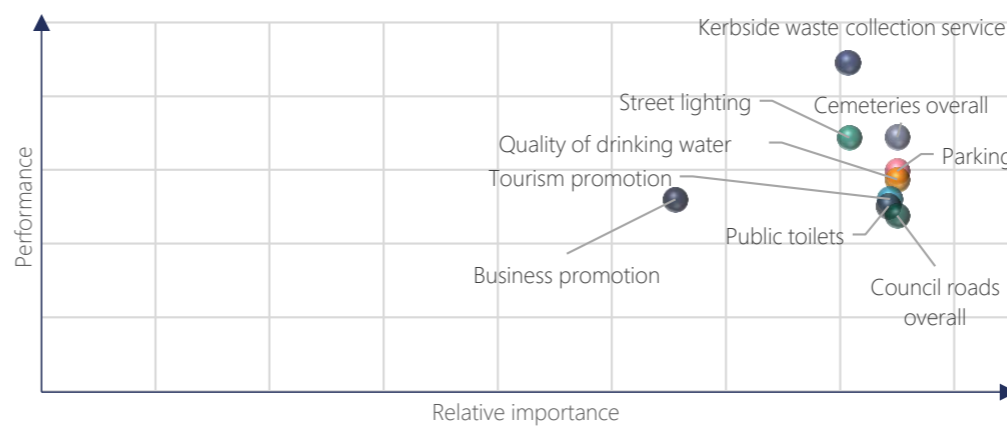 Kerbside waste collection service
Street lighting
Cemeteries overall
Quality of drinking water
Parking
Tourism promotion
Public toilets
Business promotion
Council roads
overall
Performance
Relative importance